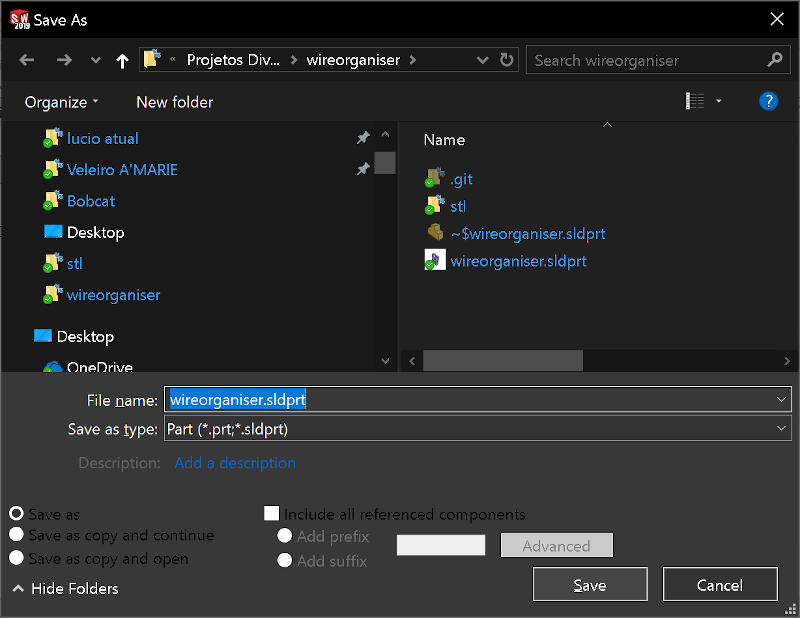 SW 2019 Save As
« Projetos Div... > wireorganiser >
Search wireorganiser
Organize
New folder
?
lucio atual
Veleiro A'MARIE
Bobcat
Desktop
stl
wireorganiser
Desktop
OneDrive
Name
.git
stl
~$wireorganiser.sldprt
wireorganiser.sldprt
File name: wireorganiser.sldprt
Save as type: Part (*.prt;*.sldprt)
Description: Add a description
Save as
Save as copy and continue
Save as copy and open
Include all referenced components
Add prefix
Add suffix
Advanced
Hide Folders
Save
Cancel